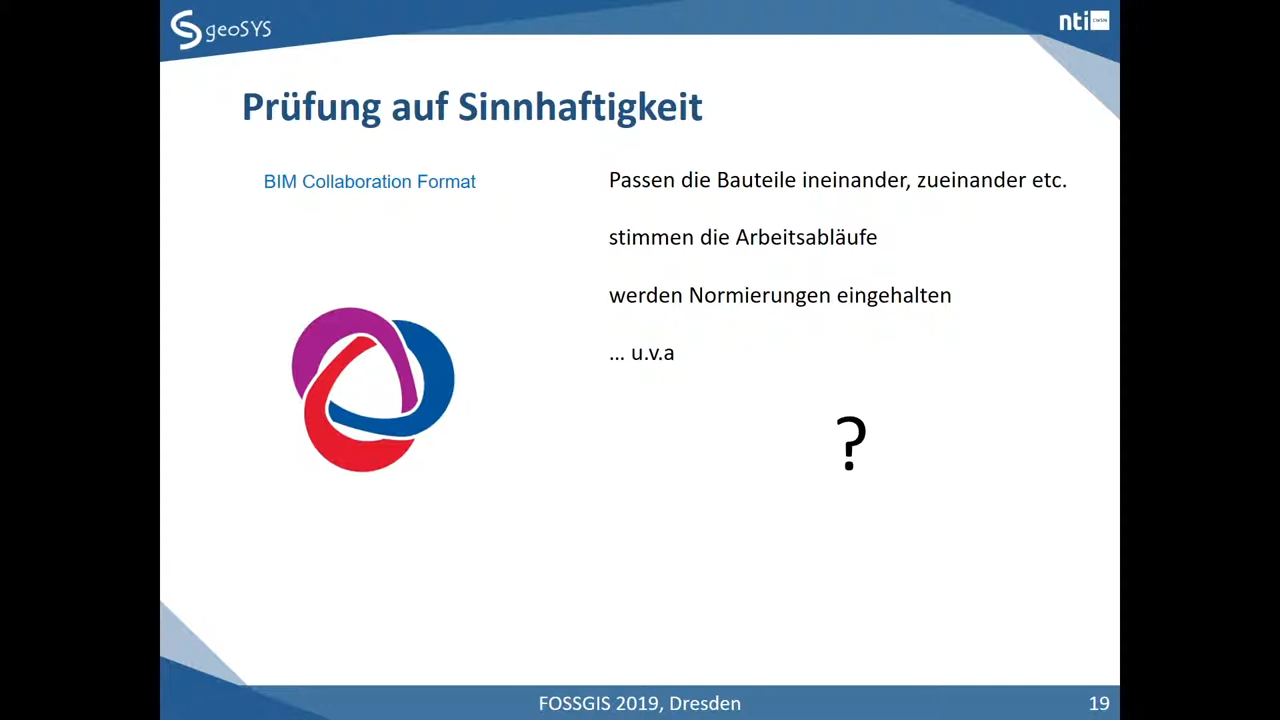 geoSYS
nti
Prüfung auf Sinnhaftigkeit
BIM Collaboration Format
Passen die Bauteile ineinander, zueinander etc.
stimmen die Arbeitsabläufe
werden Normierungen eingehalten
... u.v.a
?
FOSSGIS 2019, Dresden
19